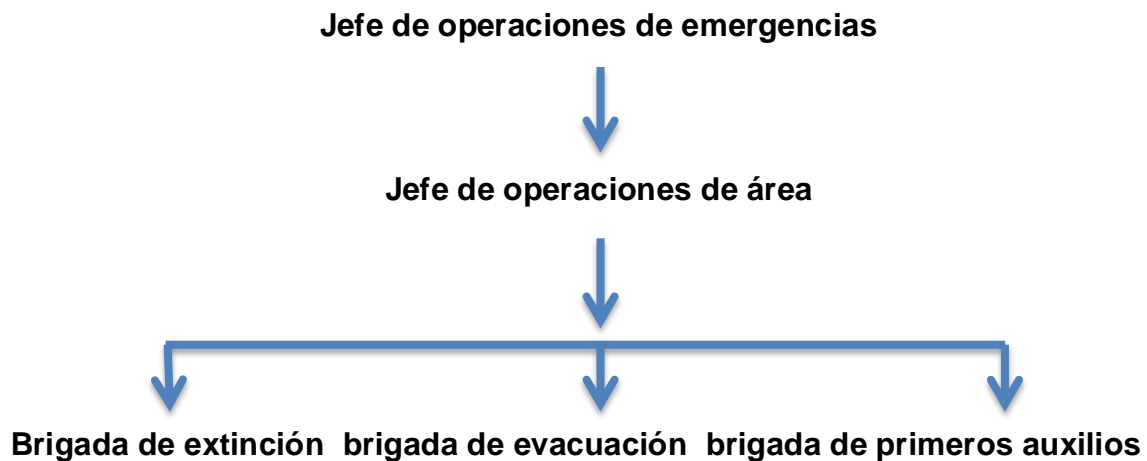 Jefe de operaciones de emergencias
Jefe de operaciones de área
Brigada de extinción brigada de evacuación brigada de primeros auxilios